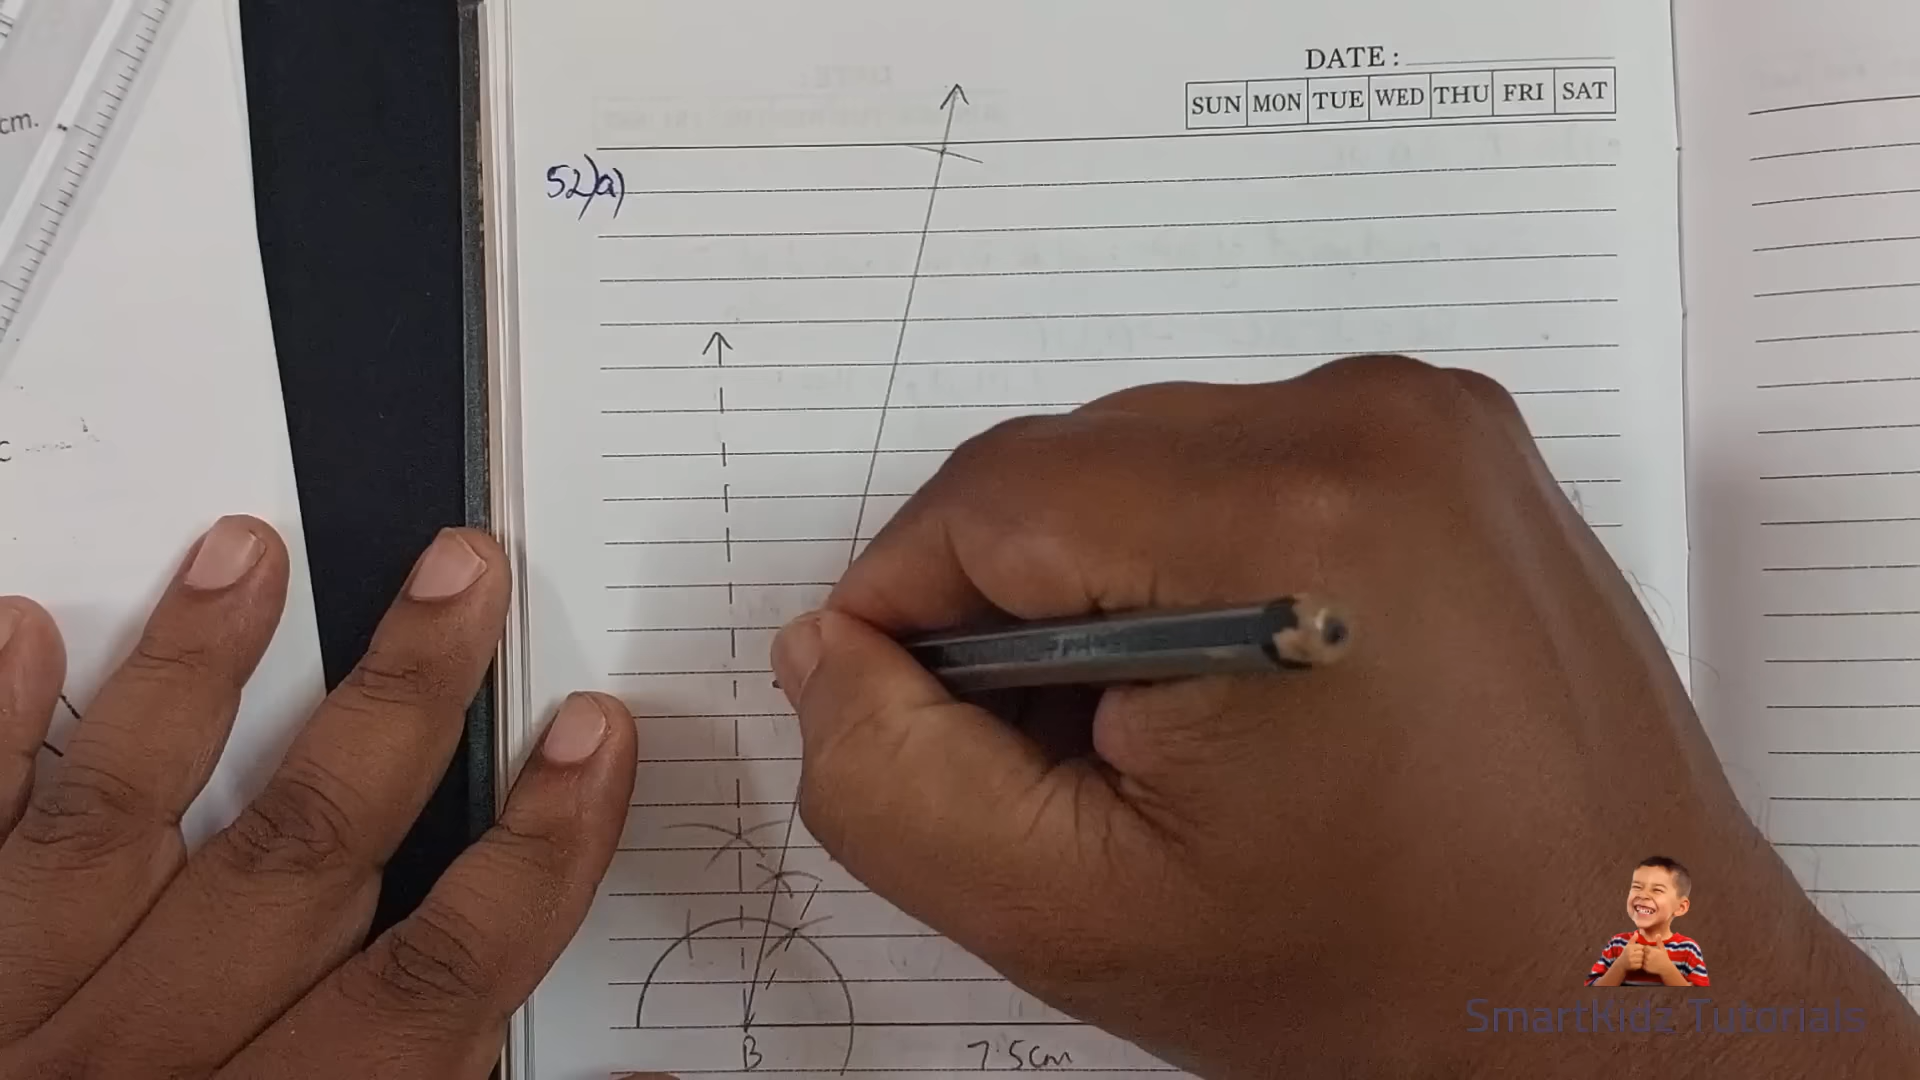 cm.
DATE :
SUN MON TUE WED THU FRI SAT
52)a)
C
B 7.5cm
SmartKidz Tutorials